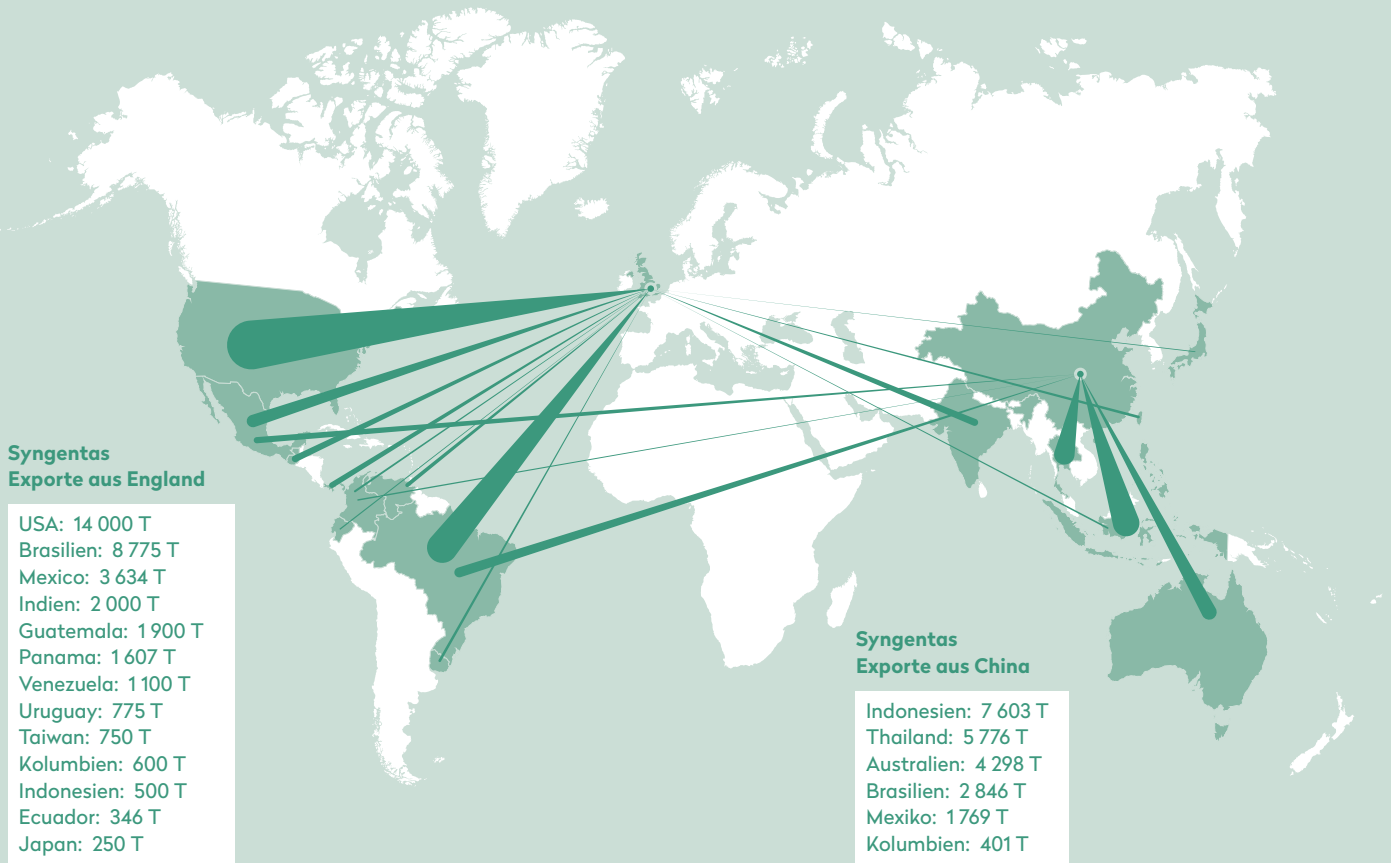 Syngentas
Exporte aus England
USA: 14 000 T
Brasilien: 8 775 T
Mexico: 3 634 T
Indien: 2 000 T
Guatemala: 1 900 T
Panama: 1 607 T
Venezuela: 1 100 T
Uruguay: 775 T
Taiwan: 750 T
Kolumbien: 600 T
Indonesien: 500 T
Ecuador: 346 T
Japan: 250 T
Syngentas
Exporte aus China
Indonesien: 7 603 T
Thailand: 5 776 T
Australien: 4 298 T
Brasilien: 2 846 T
Mexiko: 1 769 T
Kolumbien: 401 T